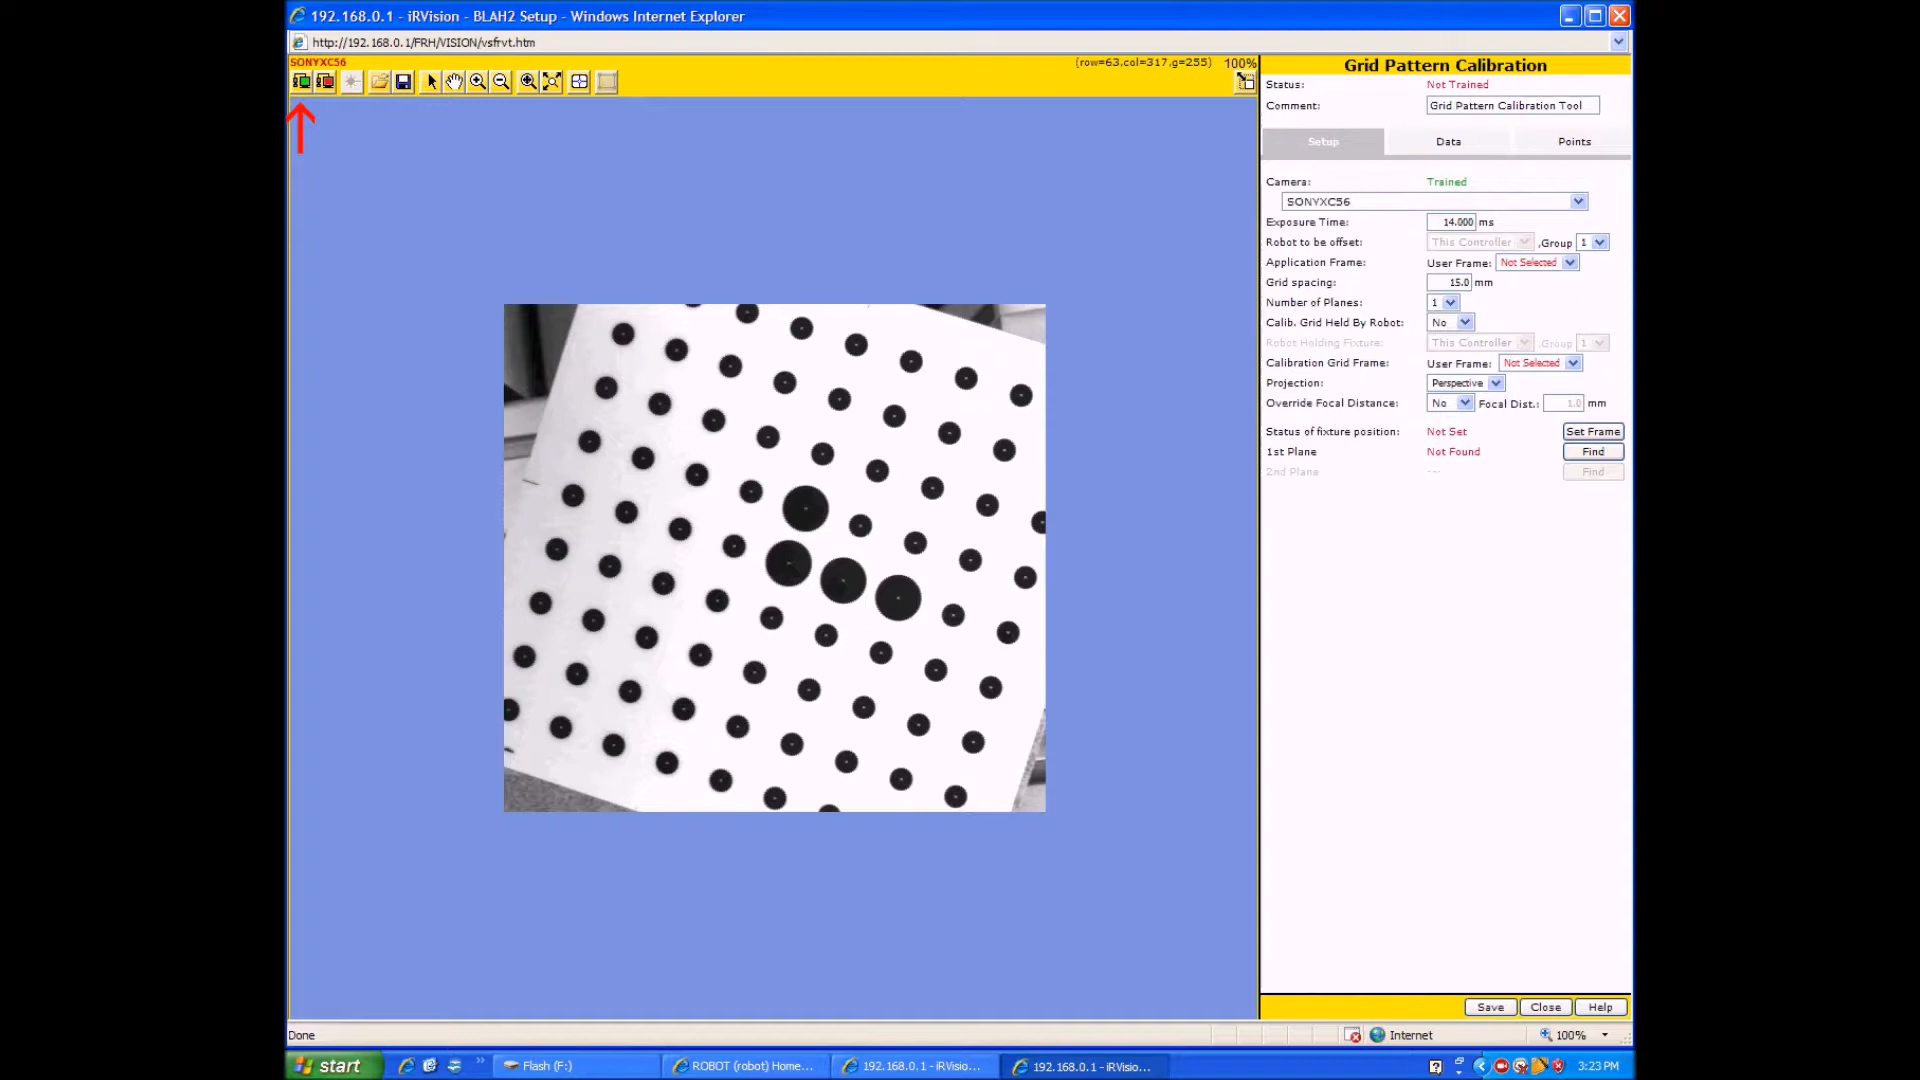 192.168.0.1 - iRVision - BLAH2 Setup - Windows Internet Explorer
http://192.168.0.1/FRH/VISION/vsfrvt.htm
SONYXC56
(row=63,col=317,g=255) 100%
Grid Pattern Calibration
Status: Not Trained
Comment: Grid Pattern Calibration Tool
Setup Data Points
Camera: Trained
SONYXC56
Exposure Time: 14.000 ms
Robot to be offset: This Controller ,Group 1
Application Frame: User Frame: Not Selected
Grid spacing: 15.0 mm
Number of Planes: 1
Calib. Grid Held By Robot: No
Robot Holding Fixture: This Controller ,Group 1
Calibration Grid Frame: User Frame: Not Selected
Projection: Perspective
Override Focal Distance: No Focal Dist.: 1.0 mm
Status of fixture position: Not Set Set Frame
1st Plane Not Found Find
2nd Plane --- Find
Save Close Help
Done Internet 100%
start Flash (F:) ROBOT (robot) Home... 192.168.0.1 - iRVisio... 192.168.0.1 - iRVisio... 3:23 PM